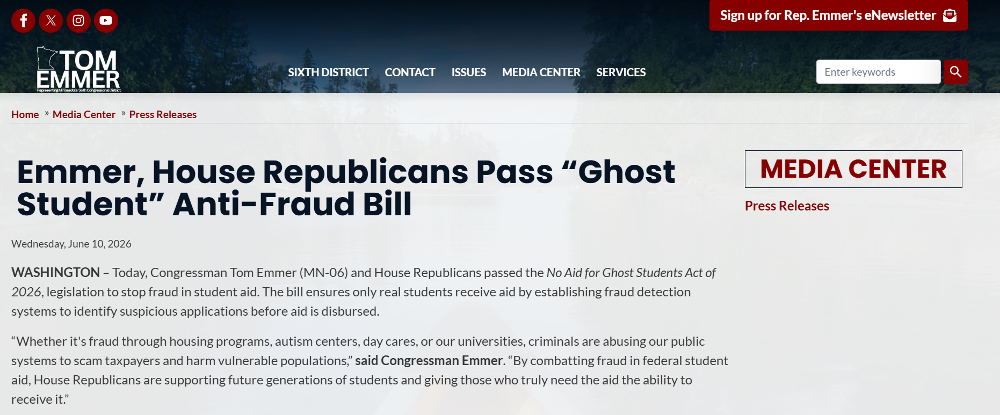 Sign up for Rep. Emmer's eNewsletter
TOM
EMMER
Representing Minnesota's Sixth Congressional District
SIXTH DISTRICT CONTACT ISSUES MEDIA CENTER SERVICES
Enter keywords
Home » Media Center » Press Releases
Emmer, House Republicans Pass “Ghost
Student” Anti-Fraud Bill
Wednesday, June 10, 2026
WASHINGTON – Today, Congressman Tom Emmer (MN-06) and House Republicans passed the No Aid for Ghost Students Act of
2026, legislation to stop fraud in student aid. The bill ensures only real students receive aid by establishing fraud detection
systems to identify suspicious applications before aid is disbursed.
“Whether it's fraud through housing programs, autism centers, day cares, or our universities, criminals are abusing our public
systems to scam taxpayers and harm vulnerable populations,” said Congressman Emmer. “By combatting fraud in federal student
aid, House Republicans are supporting future generations of students and giving those who truly need the aid the ability to
receive it.”
MEDIA CENTER
Press Releases